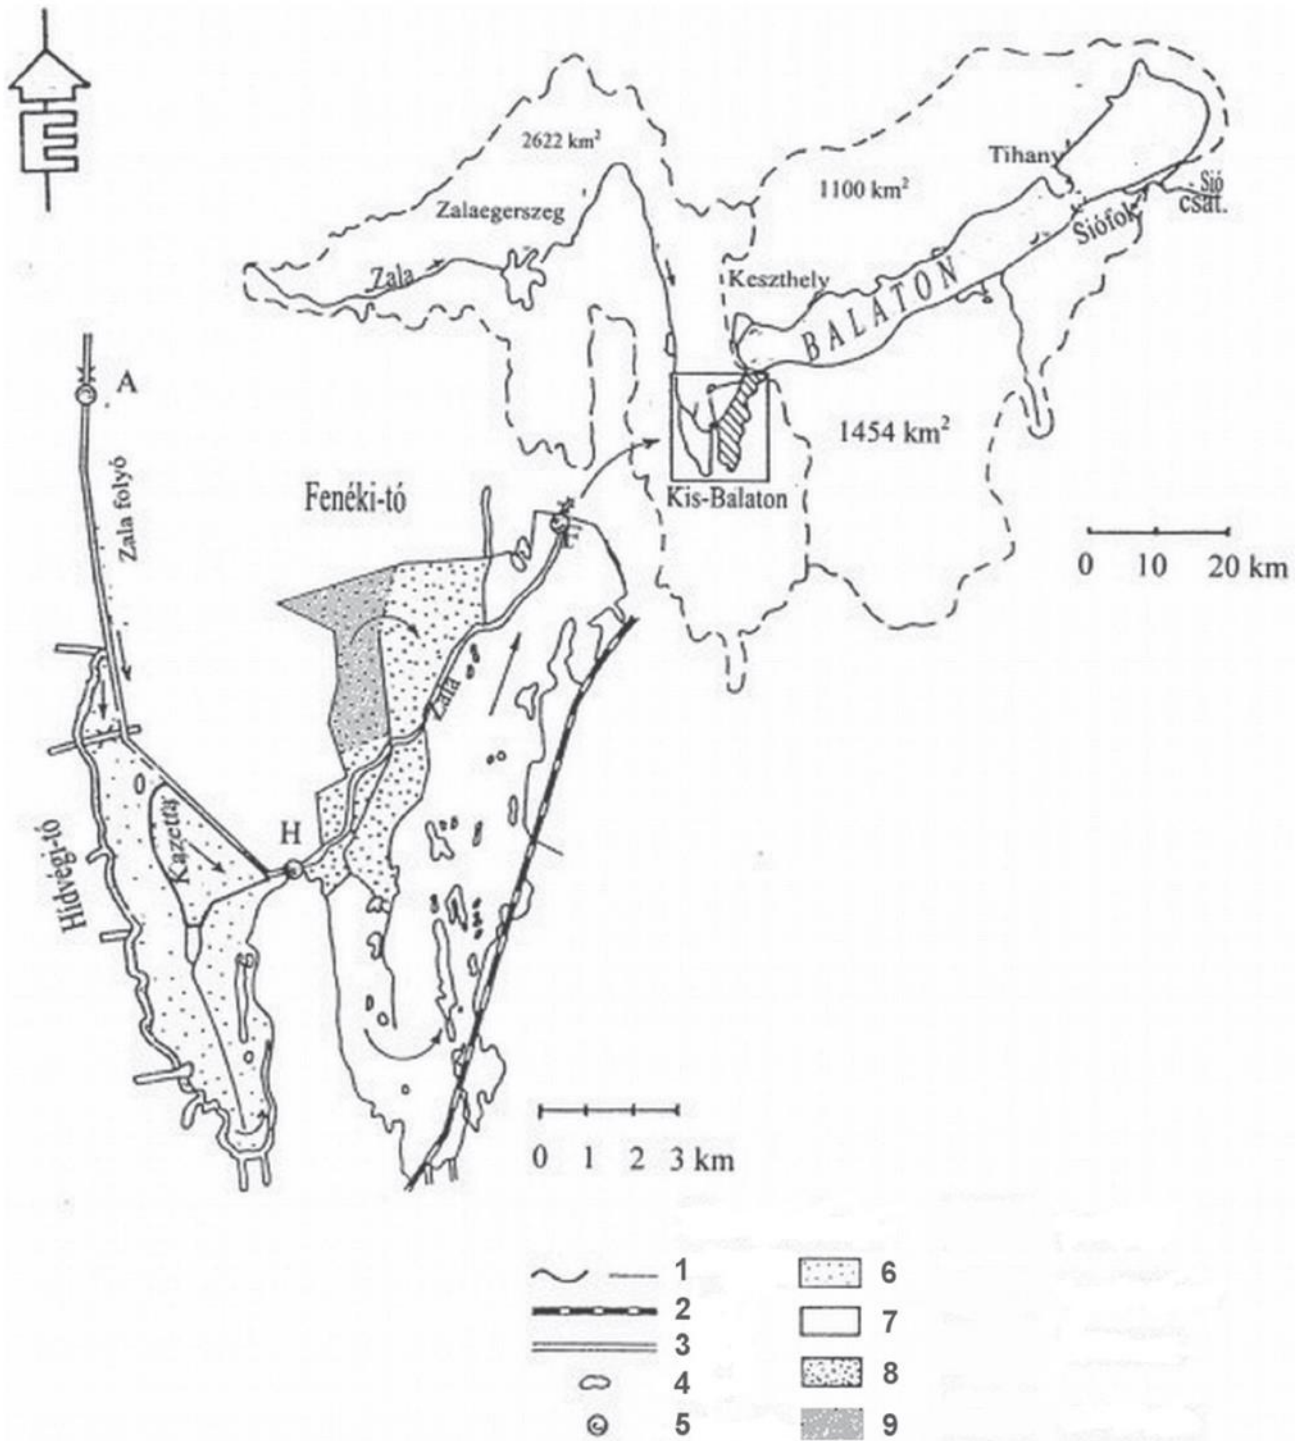 É
2622 km²
Zalaegerszeg
Zala
Tihany
1100 km²
Sió
csat.
Siófok
Keszthely
BALATON
A
1454 km²
Kis-Balaton
Zala folyó
Fenéki-tó
0 10 20 km
Zala
Kazetta
H
Hídvégi-tó
0 1 2 3 km
1
2
3
4
5
6
7
8
9